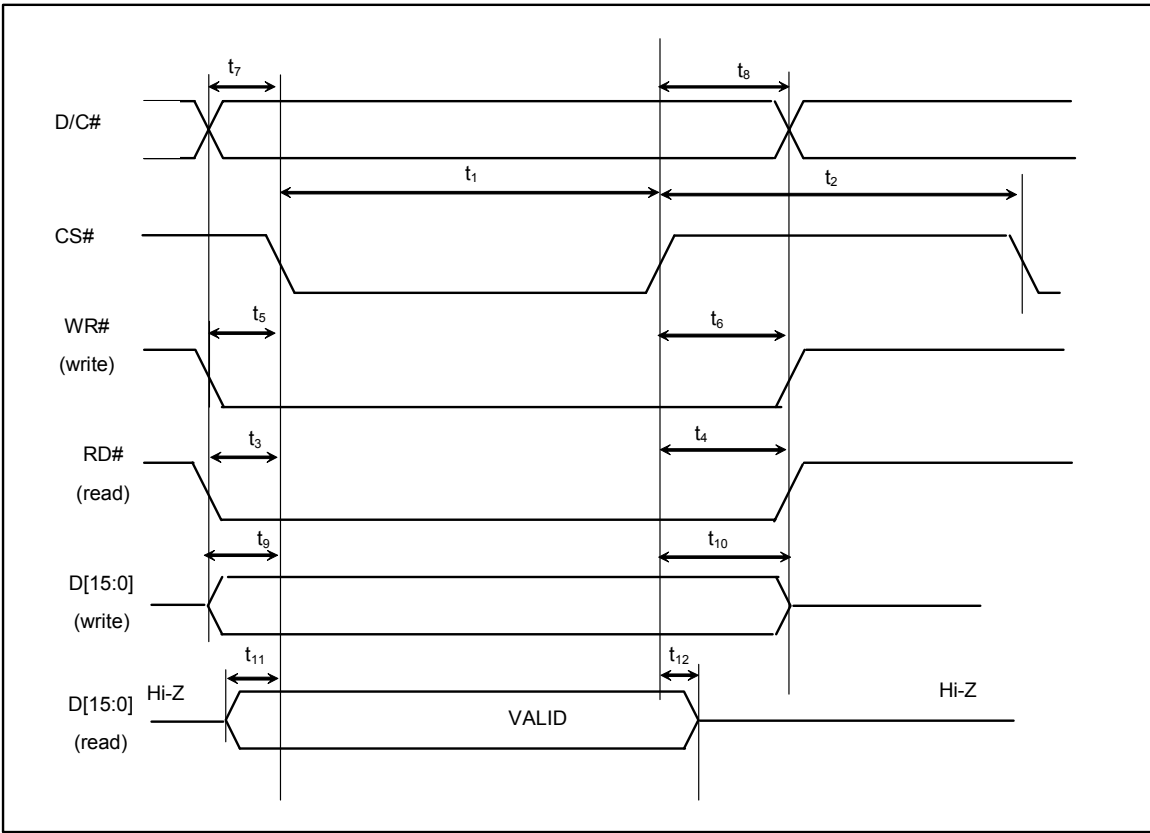 t7
t8
D/C#
t1
t2
CS#
t5
t6
WR#
(write)
t3
t4
RD#
(read)
t9
t10
D[15:0]
(write)
t11
t12
Hi-Z
Hi-Z
D[15:0]
VALID
(read)